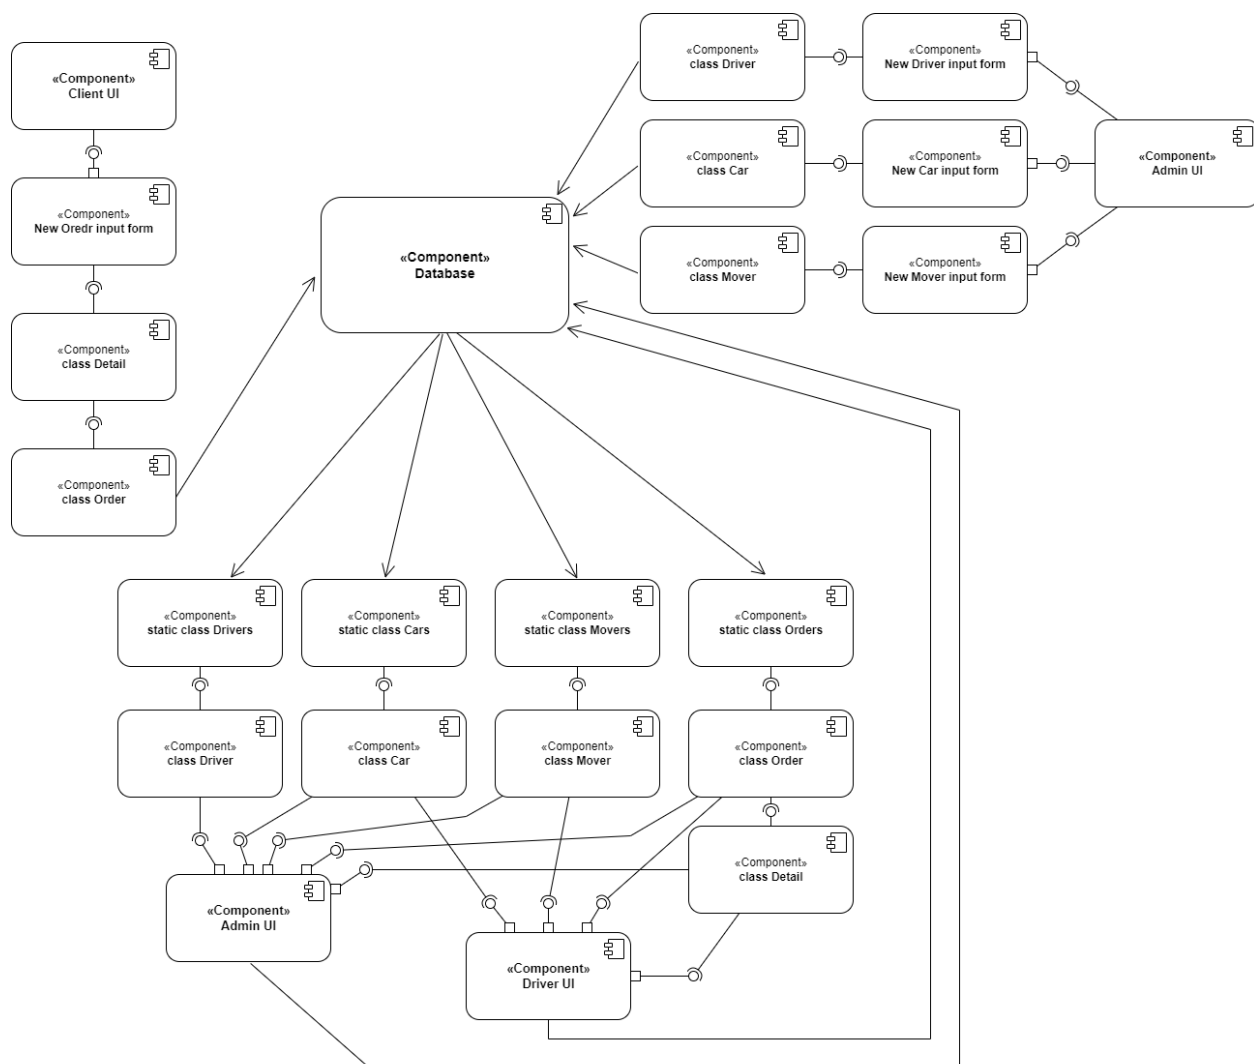 «Component»
Client UI
«Component»
New Oredr input form
«Component»
class Detail
«Component»
class Order
«Component»
Database
«Component»
class Driver
«Component»
New Driver input form
«Component»
class Car
«Component»
New Car input form
«Component»
Admin UI
«Component»
class Mover
«Component»
New Mover input form
«Component»
static class Drivers
«Component»
static class Cars
«Component»
static class Movers
«Component»
static class Orders
«Component»
class Driver
«Component»
class Car
«Component»
class Mover
«Component»
class Order
«Component»
class Detail
«Component»
Admin UI
«Component»
Driver UI